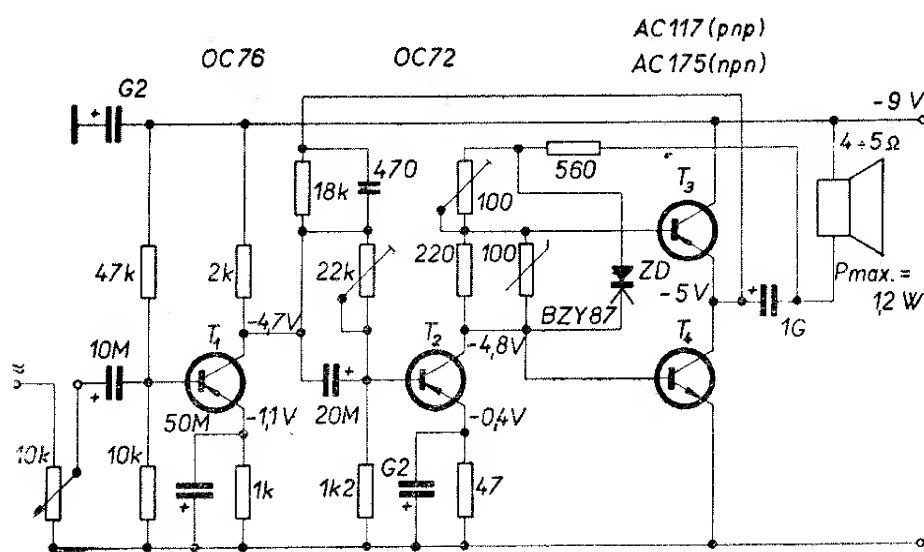 AC117 (pnp)
OC76
OC72
AC175 (npn)
G2
+
-9 V
4÷5Ω
560
470
18k
100
T3
47k
2k
22k
220
100
ZD
Pmax. =
1,2 W
-4,7V
BZY87
-5V
+
1G
10M
T1
T2
-4,8V
T4
+
50M
-1,1V
+
20M
-0,4V
10k
10k
+
1k
1k2
G2
+
47